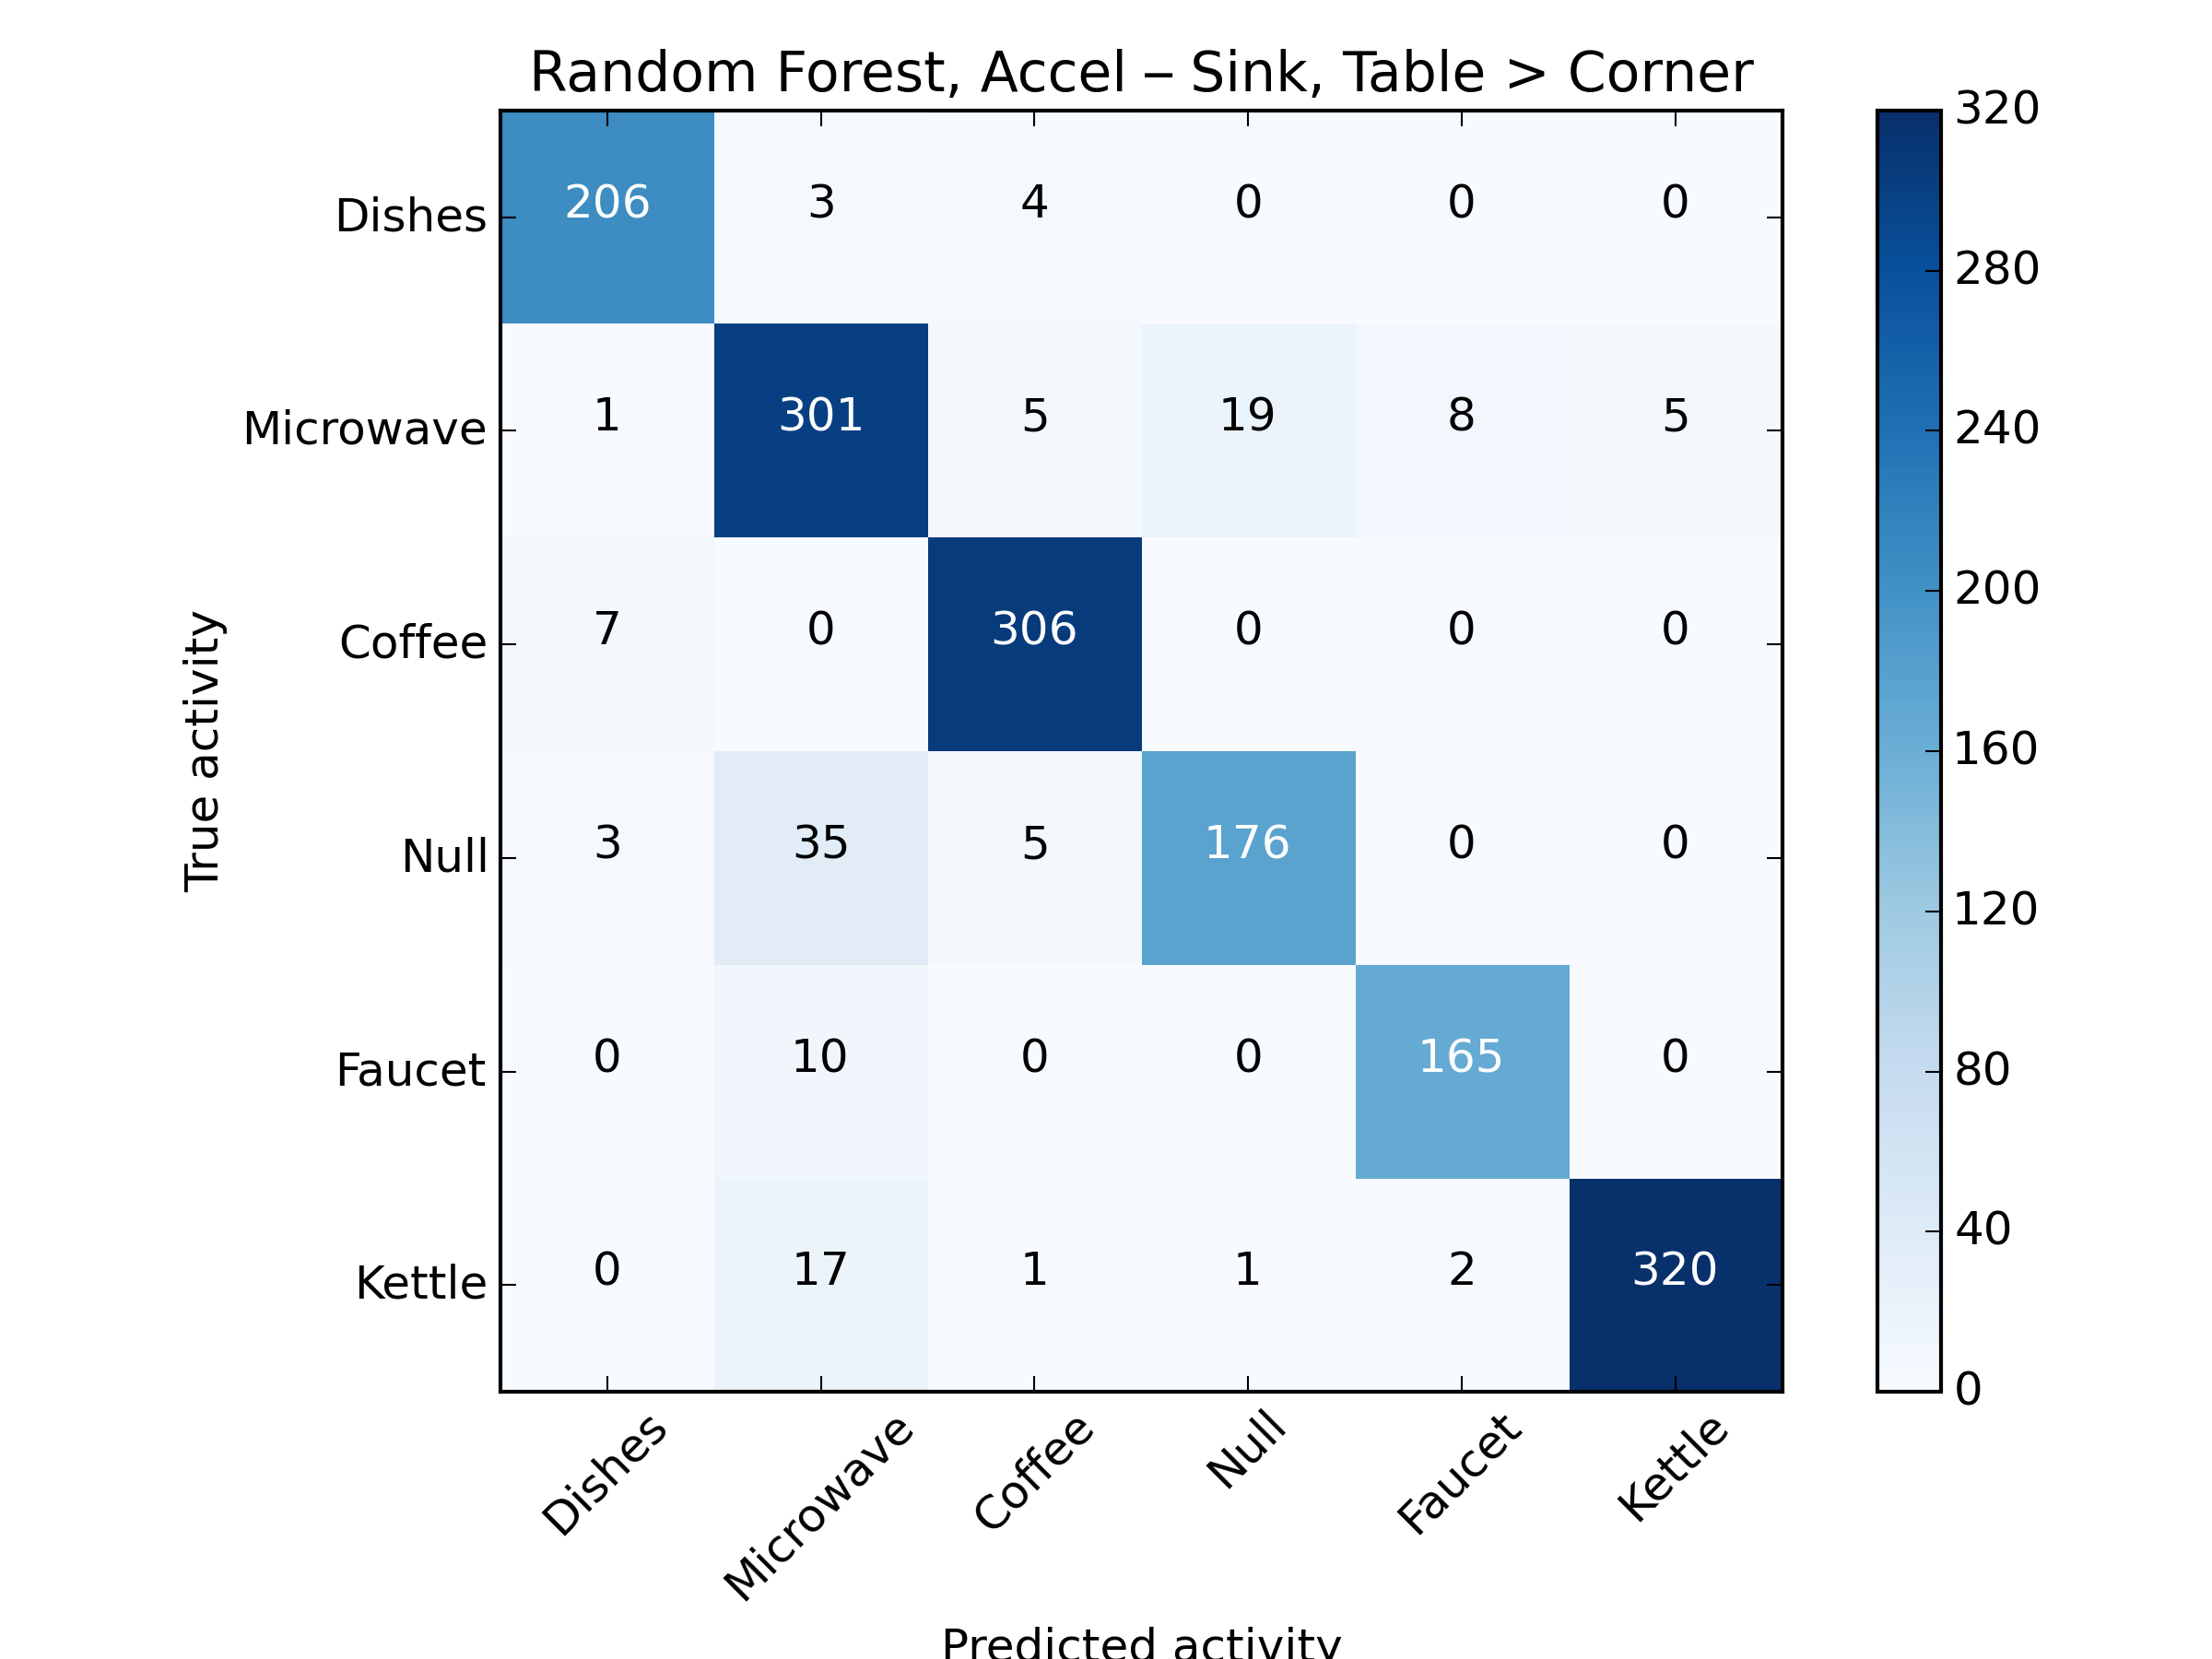 Random Forest, Accel – Sink, Table > Corner
Dishes 206 3 4 0 0 0
Microwave 1 301 5 19 8 5
Coffee 7 0 306 0 0 0
Null 3 35 5 176 0 0
Faucet 0 10 0 0 165 0
Kettle 0 17 1 1 2 320
True activity
Dishes Microwave Coffee Null Faucet Kettle
Predicted activity
320
280
240
200
160
120
80
40
0